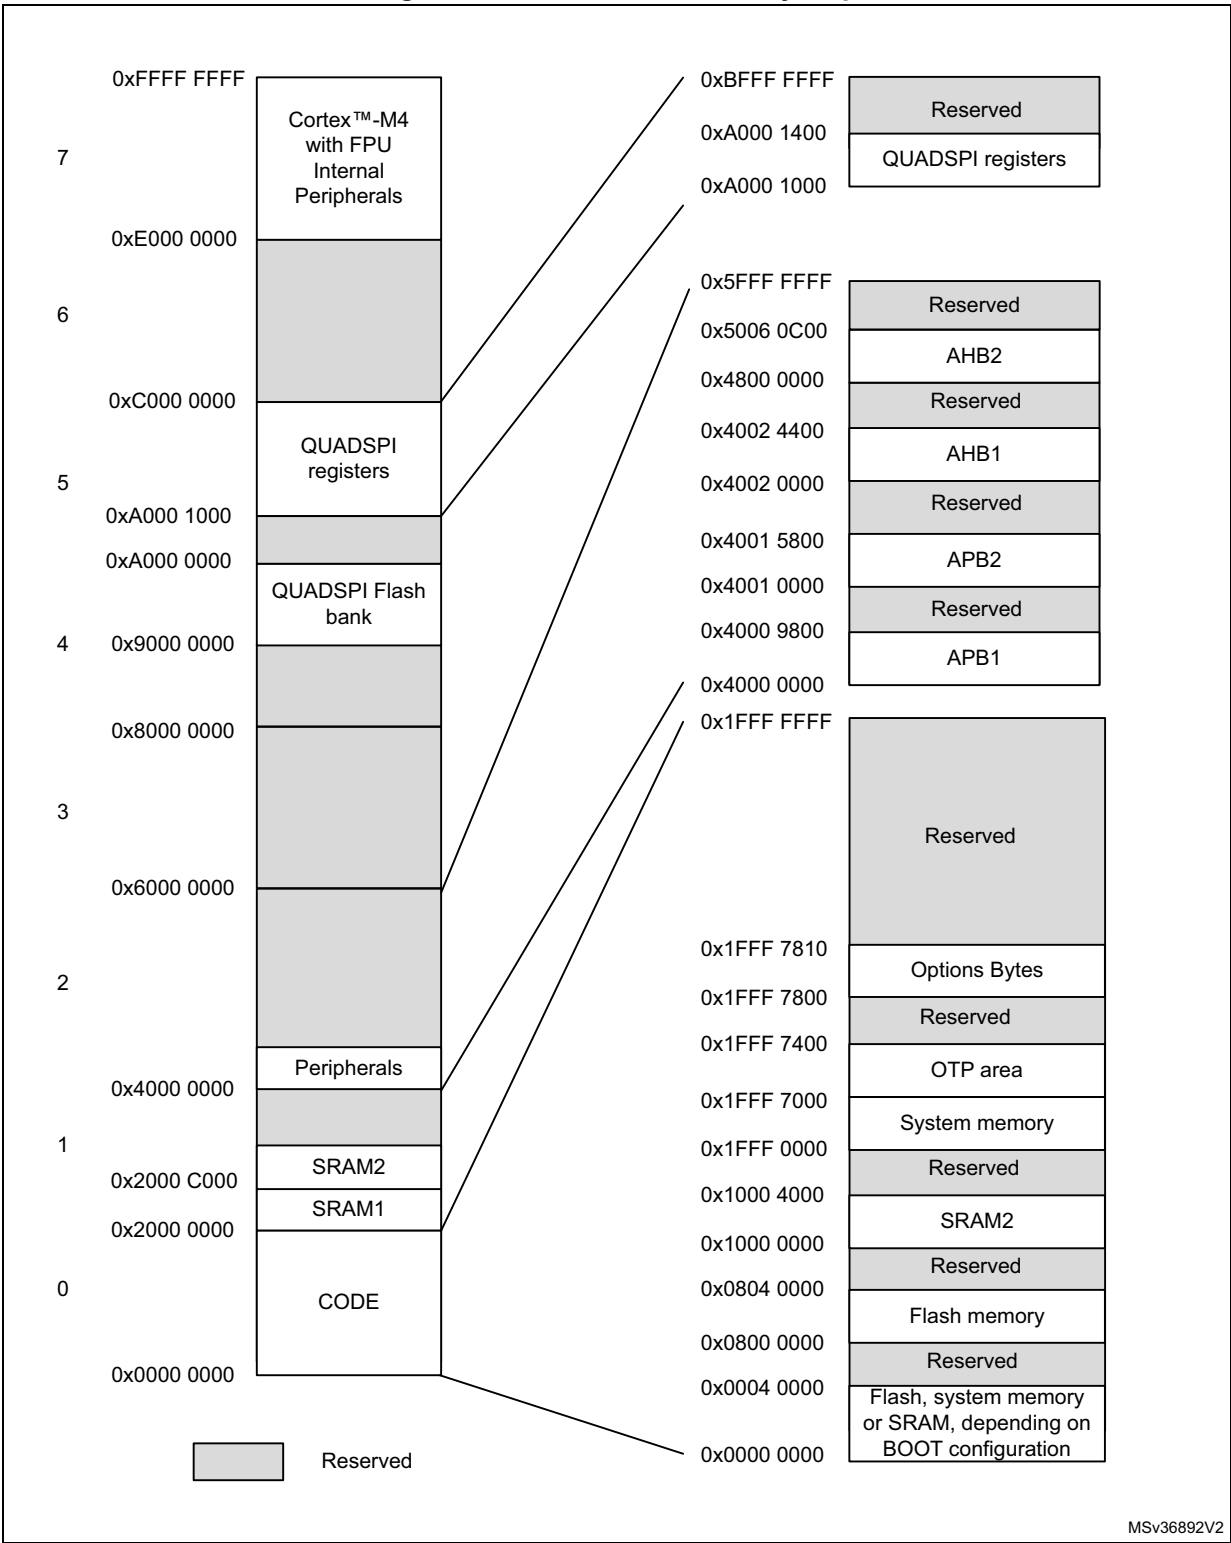 0xFFFF FFFF
Cortex™-M4
with FPU
Internal
Peripherals
7
0xE000 0000
6
0xC000 0000
QUADSPI
registers
5
0xA000 1000
0xA000 0000
QUADSPI Flash
bank
4
0x9000 0000
0x8000 0000
3
0x6000 0000
2
Peripherals
0x4000 0000
1
SRAM2
0x2000 C000
SRAM1
0x2000 0000
0
CODE
0x0000 0000
Reserved
0xBFFF FFFF
Reserved
0xA000 1400
QUADSPI registers
0xA000 1000
0x5FFF FFFF
Reserved
0x5006 0C00
AHB2
0x4800 0000
Reserved
0x4002 4400
AHB1
0x4002 0000
Reserved
0x4001 5800
APB2
0x4001 0000
Reserved
0x4000 9800
APB1
0x4000 0000
0x1FFF FFFF
Reserved
0x1FFF 7810
Options Bytes
0x1FFF 7800
Reserved
0x1FFF 7400
OTP area
0x1FFF 7000
System memory
0x1FFF 0000
Reserved
0x1000 4000
SRAM2
0x1000 0000
Reserved
0x0804 0000
Flash memory
0x0800 0000
Reserved
0x0004 0000
Flash, system memory
or SRAM, depending on
BOOT configuration
0x0000 0000
MSv36892V2